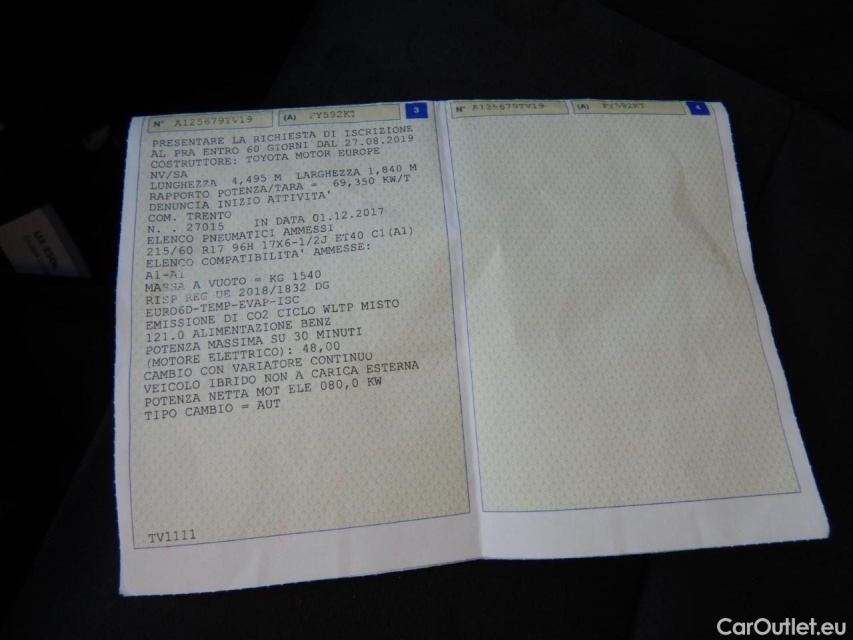 N° A125679TV19 (A) FY592KT 3
PRESENTARE LA RICHIESTA DI ISCRIZIONE
AL PRA ENTRO 60 GIORNI DAL 27.08.2019
COSTRUTTORE: TOYOTA MOTOR EUROPE
NV/SA
LUNGHEZZA 4,495 M LARGHEZZA 1,840 M
RAPPORTO POTENZA/TARA = 69,350 KW/T
DENUNCIA INIZIO ATTIVITA'
COM. TRENTO
N. . 27015 IN DATA 01.12.2017
ELENCO PNEUMATICI AMMESSI
215/60 R17 96H 17X6-1/2J ET40 C1(A1)
ELENCO COMPATIBILITA' AMMESSE:
A1-A1
MASSA A VUOTO = KG 1540
RISP REG UE 2018/1832 DG
EURO6D-TEMP-EVAP-ISC
EMISSIONE DI CO2 CICLO WLTP MISTO
121.0 ALIMENTAZIONE BENZ
POTENZA MASSIMA SU 30 MINUTI
(MOTORE ELETTRICO): 48,00
CAMBIO CON VARIATORE CONTINUO
VEICOLO IBRIDO NON A CARICA ESTERNA
POTENZA NETTA MOT ELE 080,0 KW
TIPO CAMBIO = AUT
TV1111
N° A125679TV19 (A) FY592KT 4
CarOutlet.eu